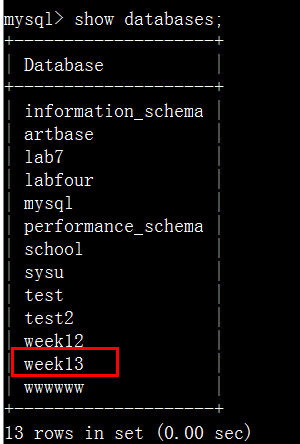 mysql> show databases;
+--------------------+
| Database           |
+--------------------+
| information_schema |
| artbase            |
| lab7               |
| labfour            |
| mysql              |
| performance_schema |
| school             |
| sysu               |
| test               |
| test2              |
| week12             |
| week13             |
| wwwwww             |
+--------------------+
13 rows in set (0.00 sec)